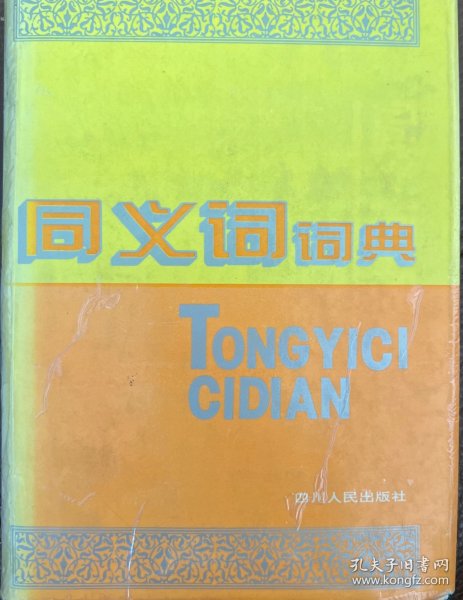 同义词词典
TONGYICI
CIDIAN
四川人民出版社
孔夫子旧书网
www.kongfz.com